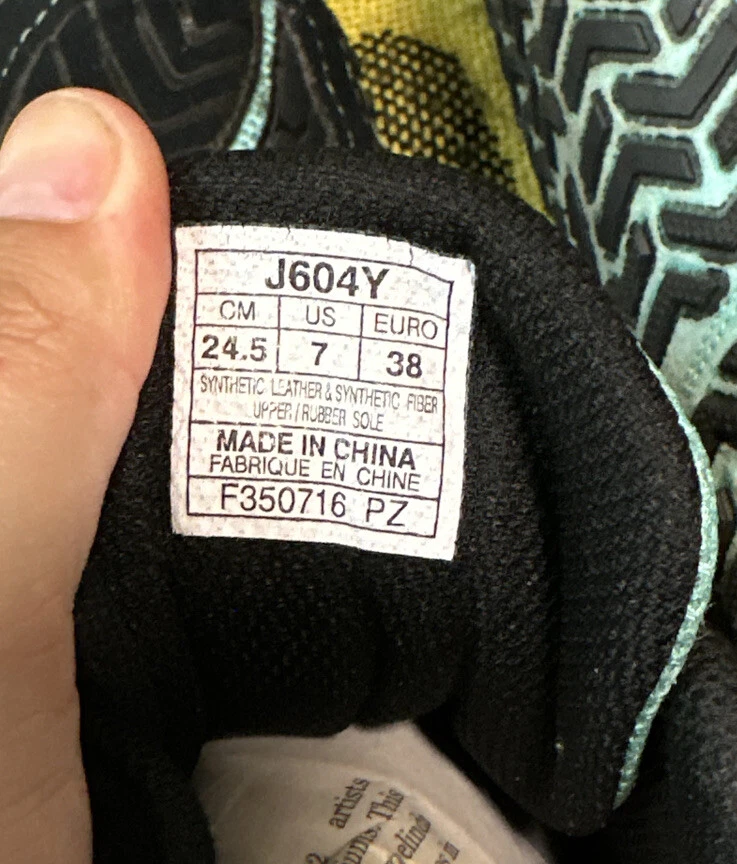 J604Y
CM US EURO
24.5 7 38
SYNTHETIC LEATHER & SYNTHETIC FIBER
UPPER / RUBBER SOLE
MADE IN CHINA
FABRIQUE EN CHINE
F350716 PZ
artists
This